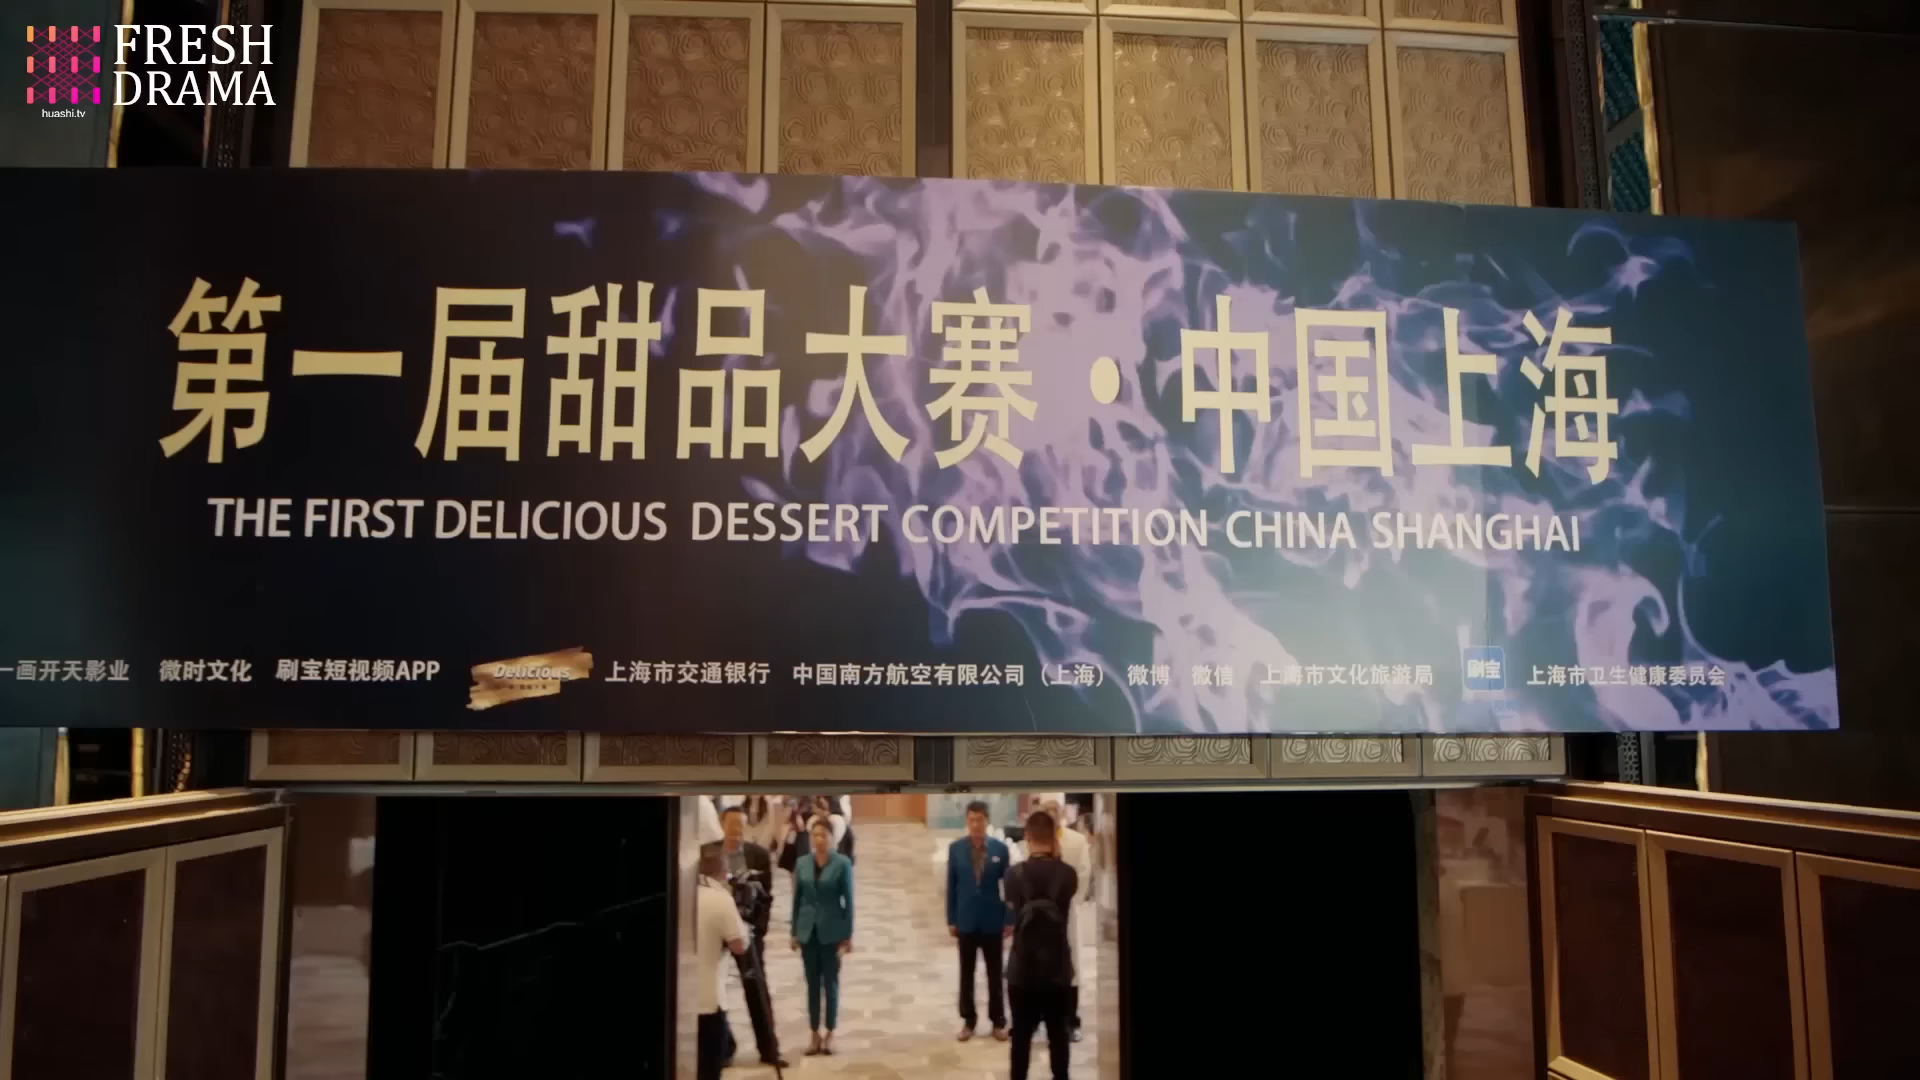 FRESH
DRAMA
huashi.tv
第一届甜品大赛·中国上海
THE FIRST DELICIOUS DESSERT COMPETITION CHINA SHANGHAI
一画开天影业 微时文化 刷宝短视频APP Delicious 上海市交通银行 中国南方航空有限公司（上海） 微博 微信 上海市文化旅游局 刷宝 上海市卫生健康委员会